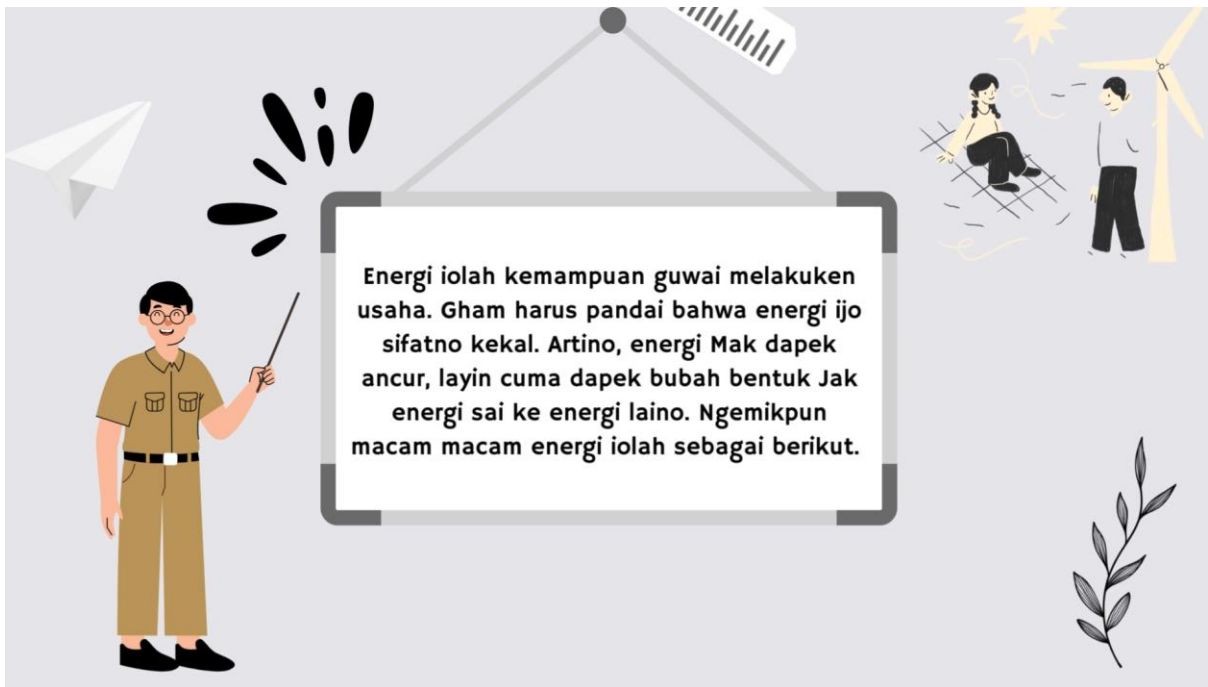 Energi iolah kemampuan guwai melakuken
usaha. Gham harus pandai bahwa energi ijo
sifatno kekal. Artino, energi Mak dapek
ancur, layin cuma dapek bubah bentuk Jak
energi sai ke energi laino. Ngemikpun
macam macam energi iolah sebagai berikut.